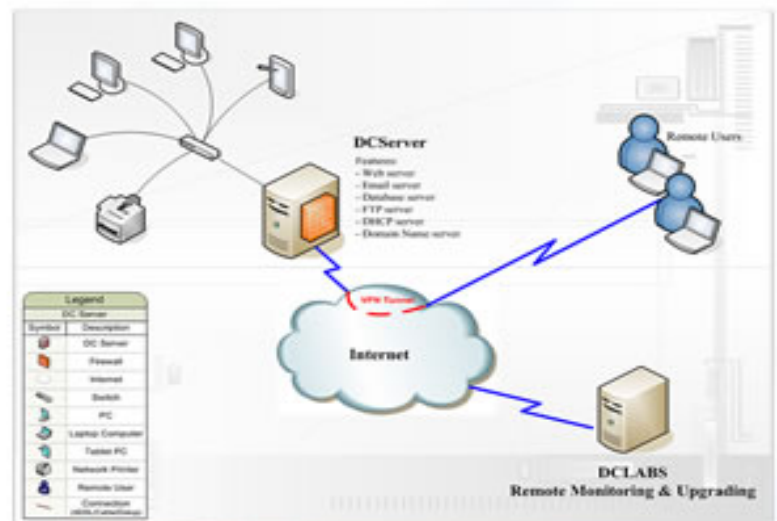 DCServer
Features:
- Web server
- Email server
- Database server
- FTP server
- DHCP server
- Domain Name server
Remote Users
VPN Tunnel
Internet
DCLABS
Remote Monitoring & Upgrading
Legend
DC Server
Symbol Description
DC Server
Firewall
Internet
Switch
PC
Laptop Computer
Tablet PC
Network Printer
Remote User
Connection